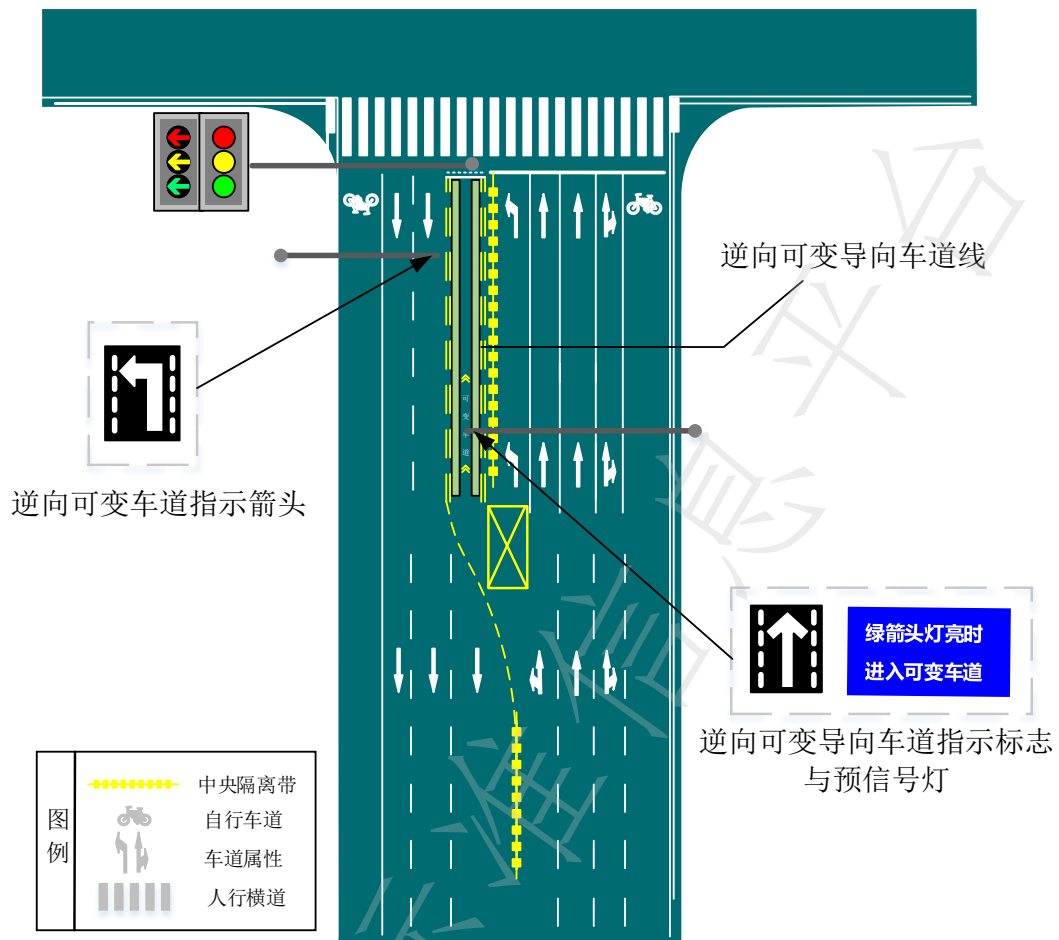 逆向可变导向车道线
逆向可变车道指示箭头
可
变
车
道
绿箭头灯亮时
进入可变车道
逆向可变导向车道指示标志
与预信号灯
图例
中央隔离带
自行车道
车道属性
人行横道